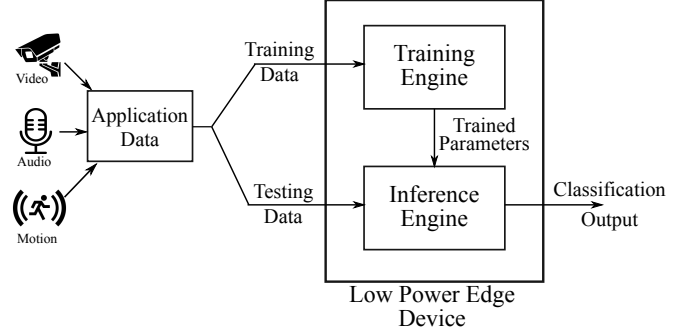 Video
Audio
Motion
Application
Data
Training
Data
Testing
Data
Training
Engine
Trained
Parameters
Inference
Engine
Classification
Output
Low Power Edge
Device